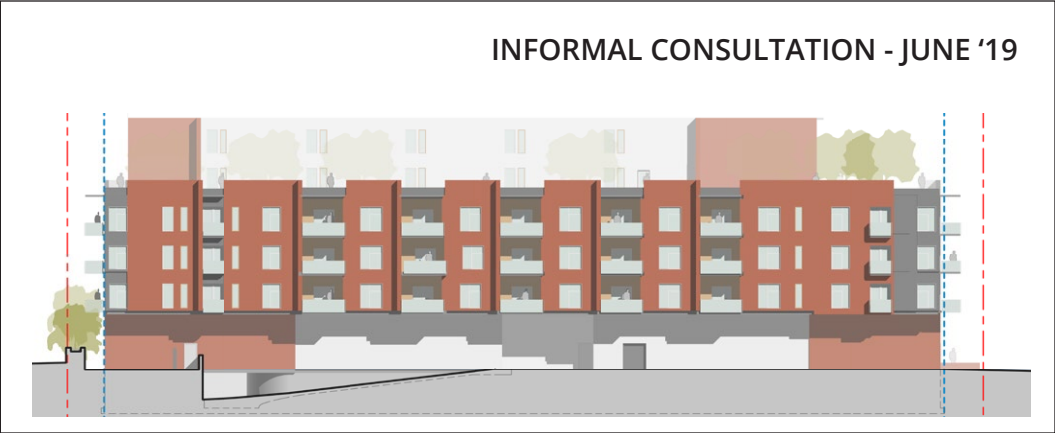 INFORMAL CONSULTATION - JUNE ‘19